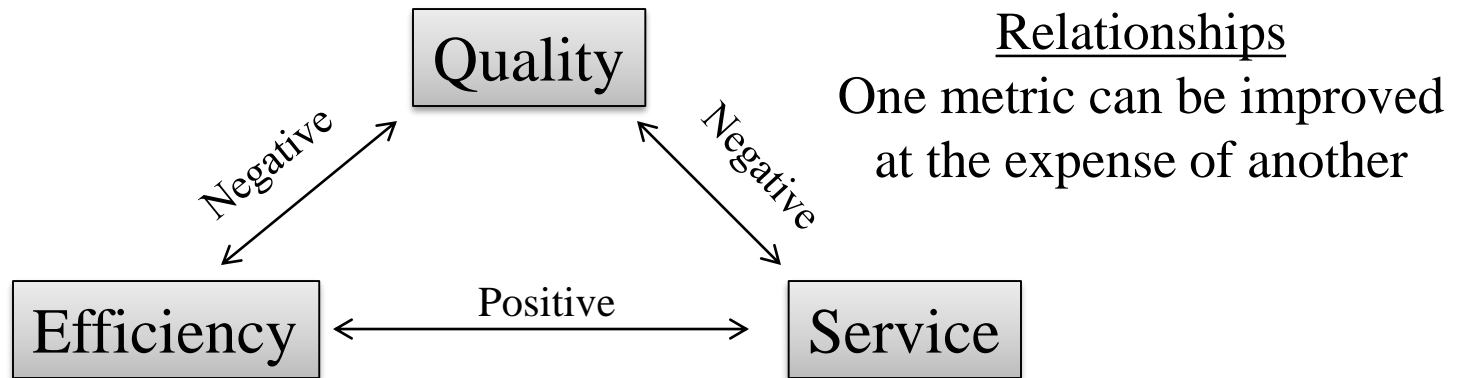 Quality
Relationships
One metric can be improved
at the expense of another
Negative
Negative
Efficiency
Positive
Service